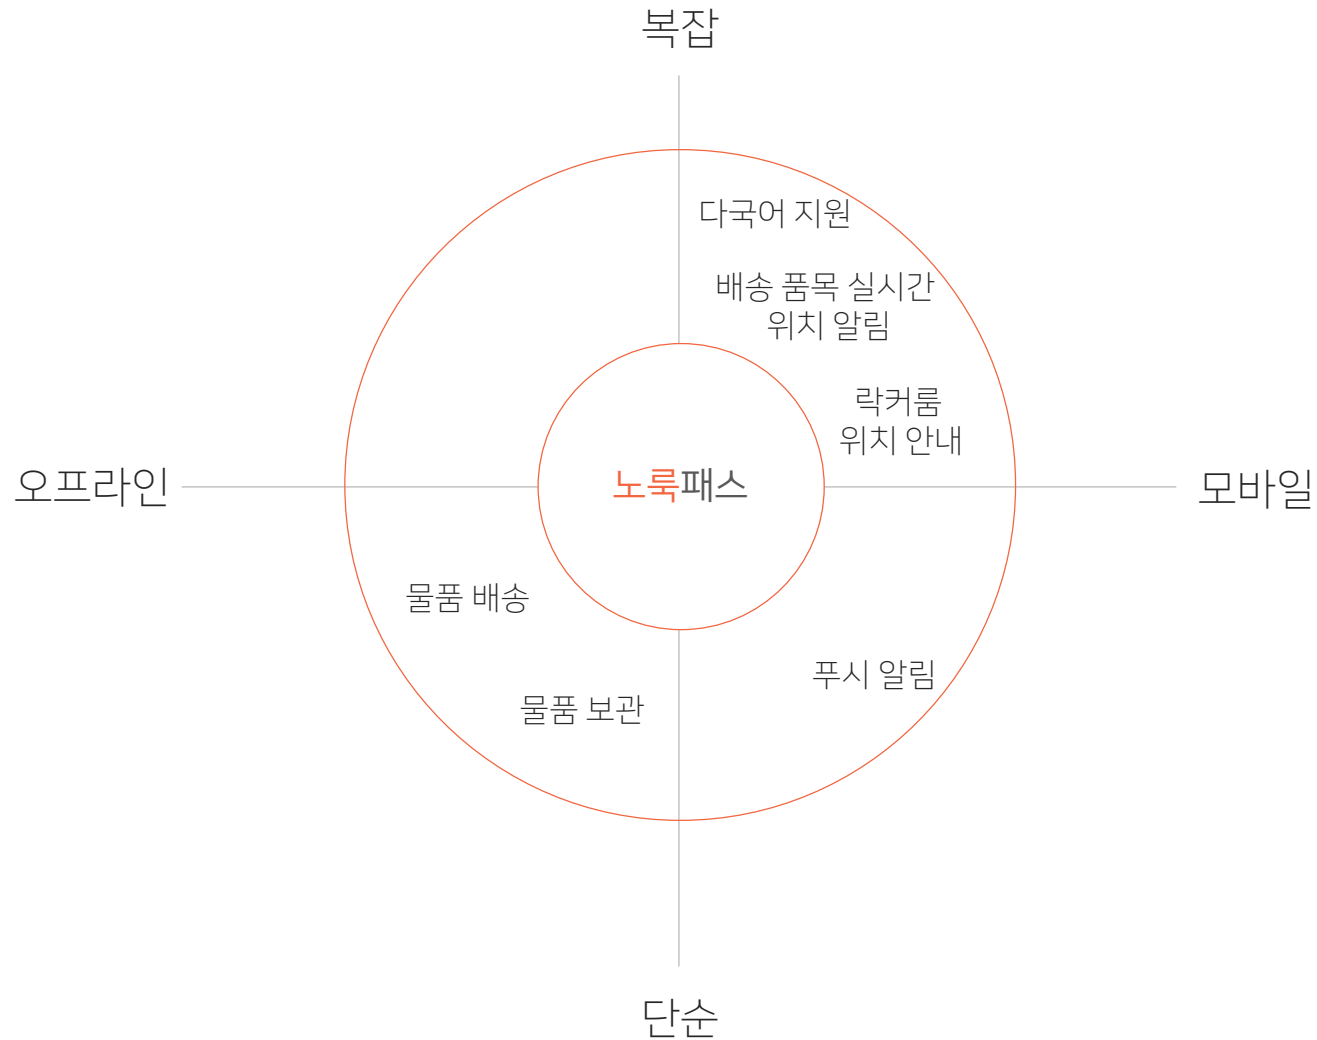 복잡
다국어 지원
배송 품목 실시간
위치 알림
락커룸
위치 안내
오프라인
노룩패스
모바일
물품 배송
푸시 알림
물품 보관
단순